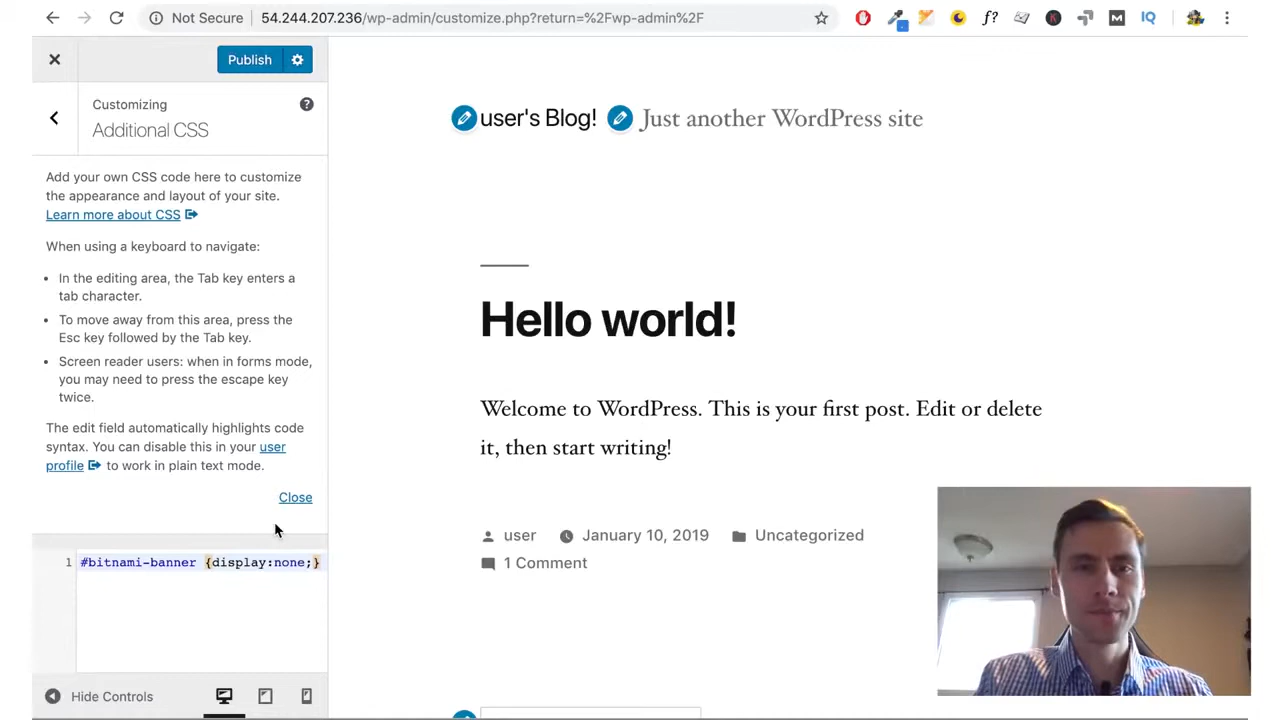 Not Secure 54.244.207.236/wp-admin/customize.php?return=%2Fwp-admin%2F
Publish
Customizing
Additional CSS
Add your own CSS code here to customize
the appearance and layout of your site.
Learn more about CSS
When using a keyboard to navigate:
In the editing area, the Tab key enters a
tab character.
To move away from this area, press the
Esc key followed by the Tab key.
Screen reader users: when in forms mode,
you may need to press the escape key
twice.
The edit field automatically highlights code
syntax. You can disable this in your user
profile to work in plain text mode.
Close
1 #bitnami-banner {display:none;}
Hide Controls
user's Blog! Just another WordPress site
Hello world!
Welcome to WordPress. This is your first post. Edit or delete
it, then start writing!
user January 10, 2019 Uncategorized
1 Comment
f?
M
IQ